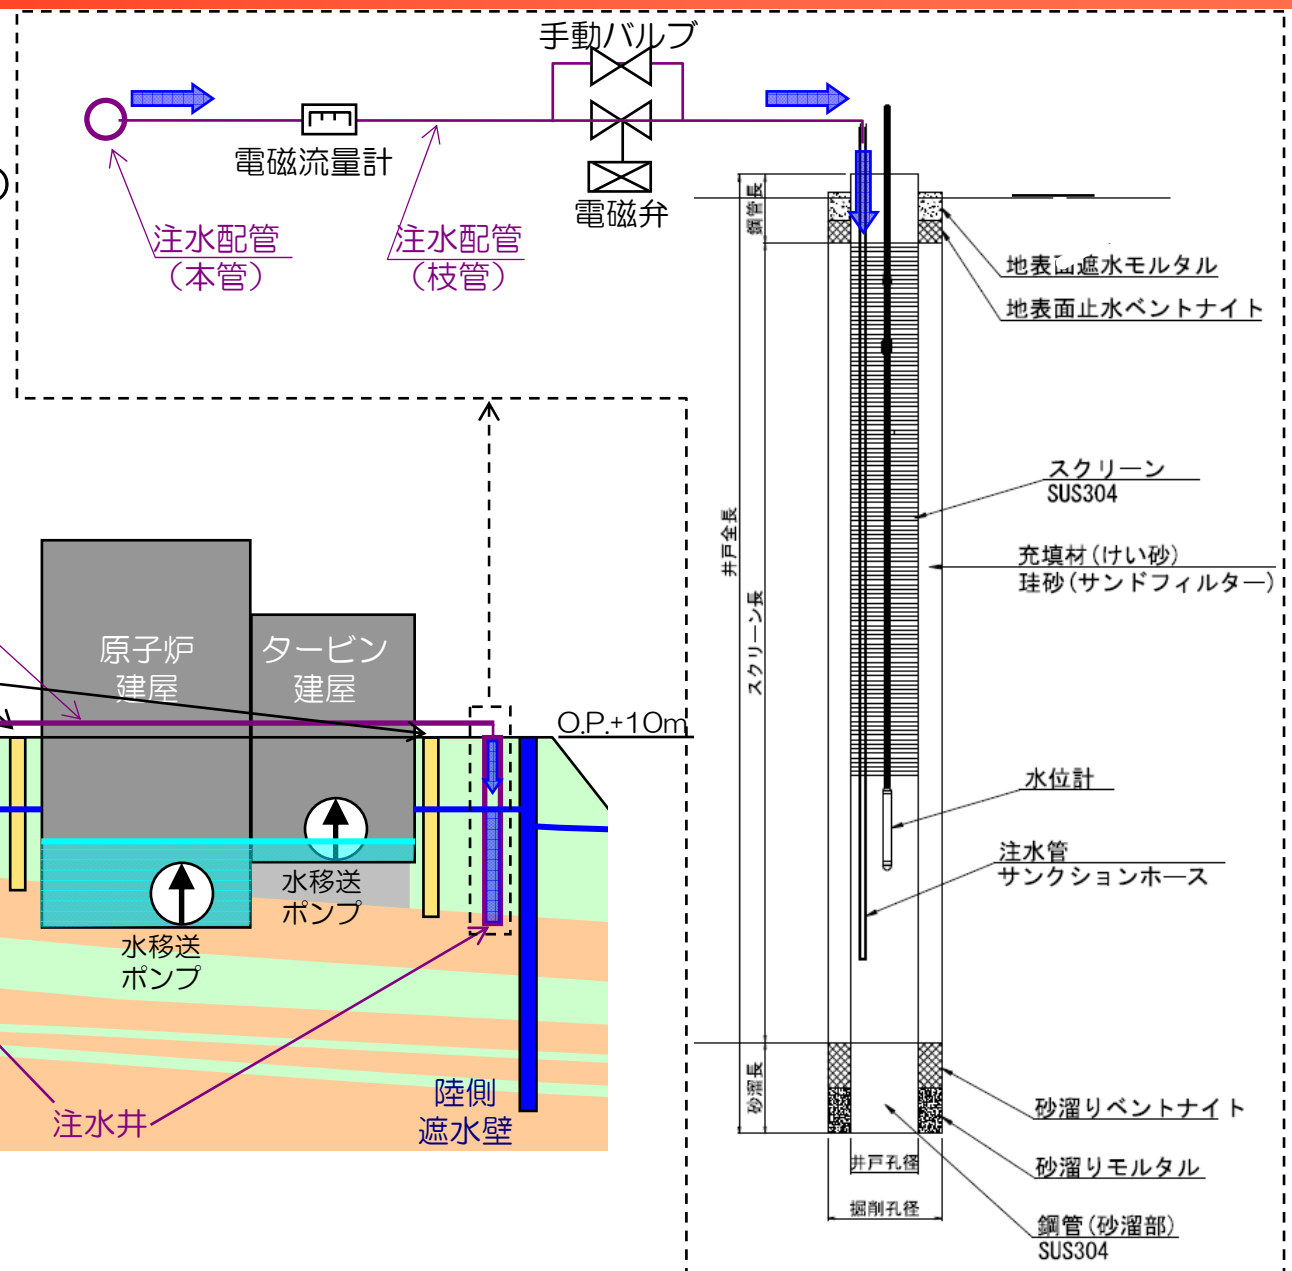 手動バルブ
電磁流量計
電磁弁
注水配管
(本管)
注水配管
(枝管)
鋼管長
地表面遮水モルタル
地表面止水ベントナイト
スクリーン
SUS304
井戸全長
充填材(けい砂)
珪砂(サンドフィルター)
スクリーン長
原子炉
建屋
タービン
建屋
O.P.+10m
水位計
注水管
サンクションホース
水移送
ポンプ
水移送
ポンプ
砂溜長
陸側
遮水壁
注水井
砂溜りベントナイト
井戸孔径
砂溜りモルタル
掘削孔径
鋼管(砂溜部)
SUS304